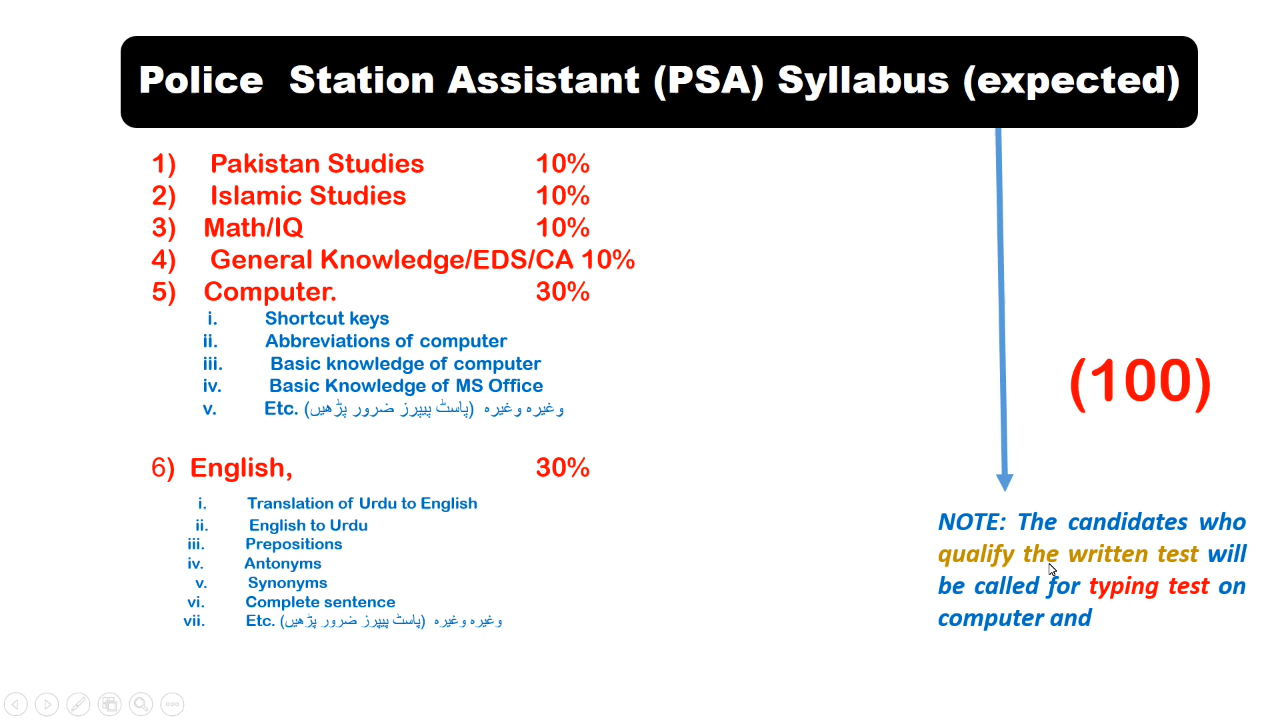 Police Station Assistant (PSA) Syllabus (expected)
1) Pakistan Studies 10%
2) Islamic Studies 10%
3) Math/IQ 10%
4) General Knowledge/EDS/CA 10%
5) Computer. 30%
i. Shortcut keys
ii. Abbreviations of computer
iii. Basic knowledge of computer
iv. Basic Knowledge of MS Office
v. Etc. (پاسٹ پیپرز ضرور پڑھیں) وغیرہ وغیرہ
6) English, 30%
i. Translation of Urdu to English
ii. English to Urdu
iii. Prepositions
iv. Antonyms
v. Synonyms
vi. Complete sentence
vii. Etc. (پاسٹ پیپرز ضرور پڑھیں) وغیرہ وغیرہ
(100)
NOTE: The candidates who
qualify the written test will
be called for typing test on
computer and